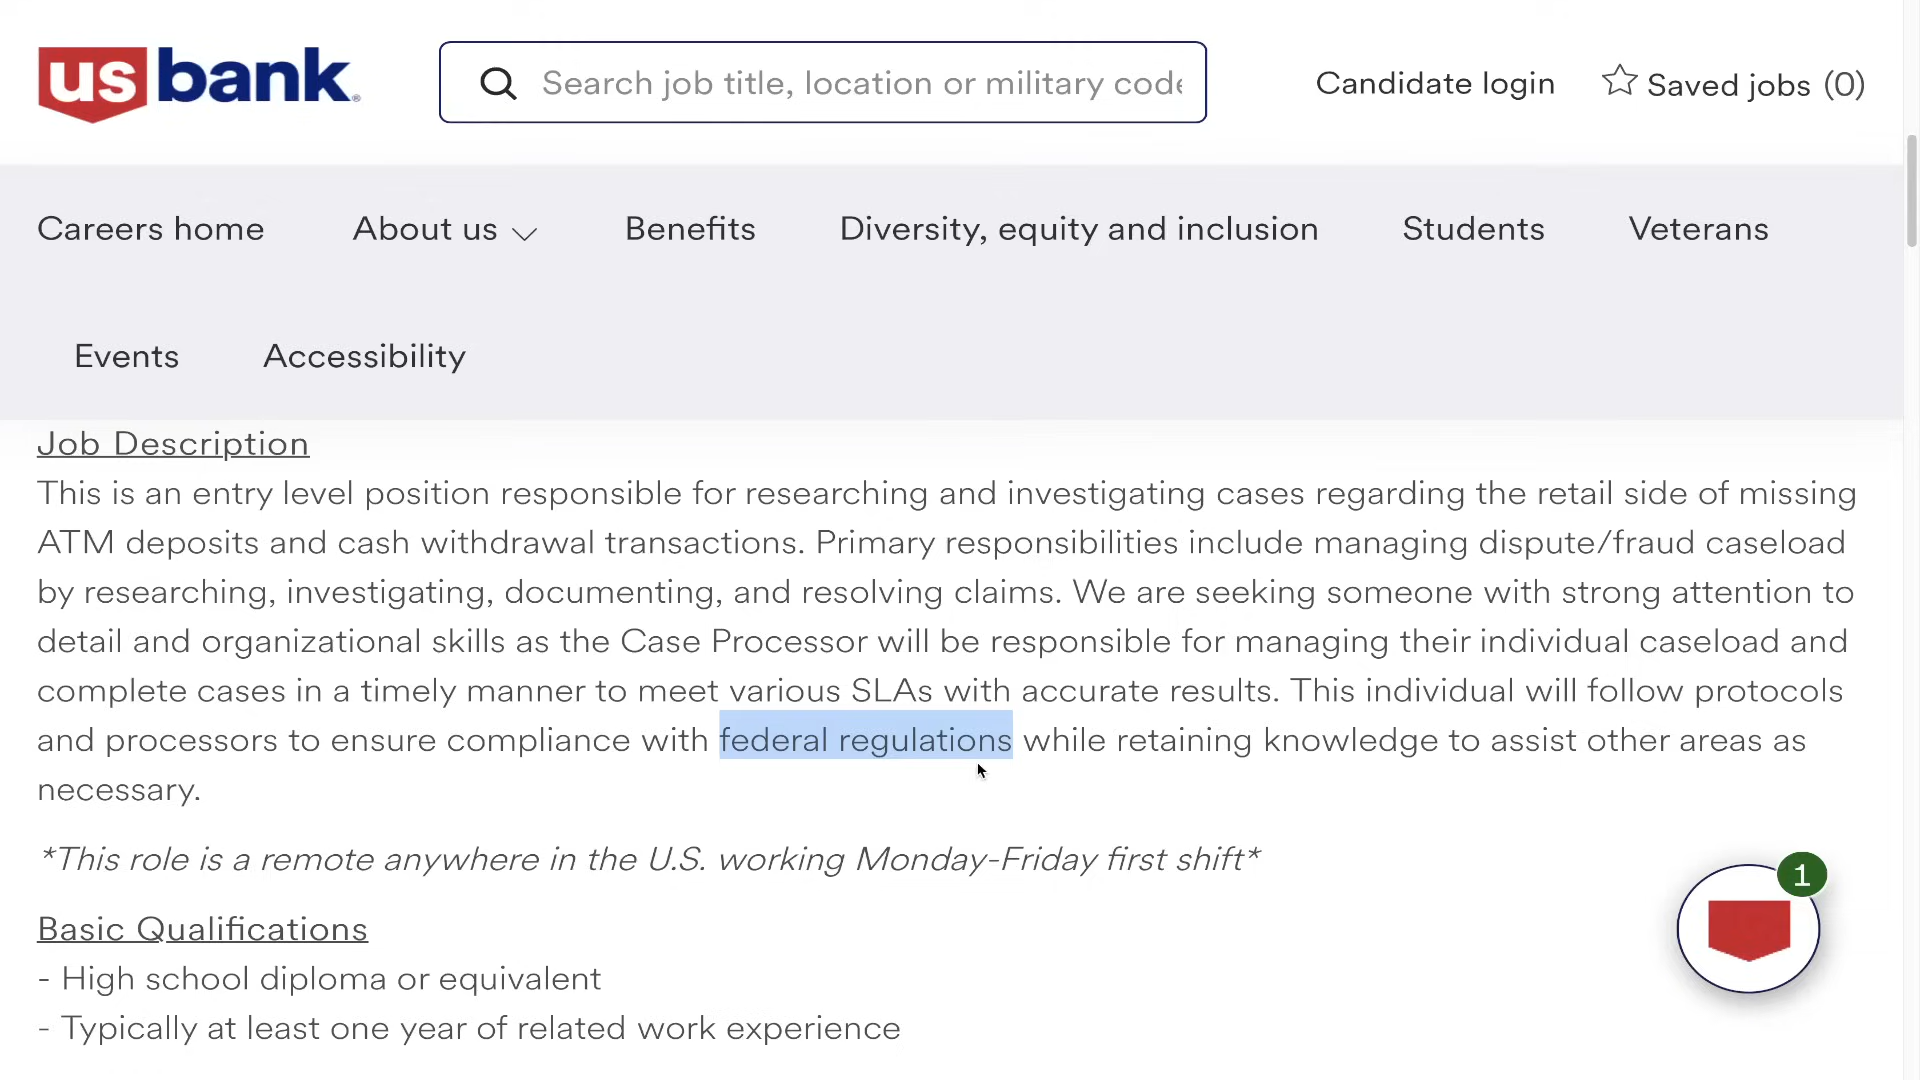 us bank
Search job title, location or military code
Candidate login
Saved jobs (0)
Careers home
About us
Benefits
Diversity, equity and inclusion
Students
Veterans
Events
Accessibility
Job Description
This is an entry level position responsible for researching and investigating cases regarding the retail side of missing
ATM deposits and cash withdrawal transactions. Primary responsibilities include managing dispute/fraud caseload
by researching, investigating, documenting, and resolving claims. We are seeking someone with strong attention to
detail and organizational skills as the Case Processor will be responsible for managing their individual caseload and
complete cases in a timely manner to meet various SLAs with accurate results. This individual will follow protocols
and processors to ensure compliance with federal regulations while retaining knowledge to assist other areas as
necessary.
*This role is a remote anywhere in the U.S. working Monday-Friday first shift*
1
Basic Qualifications
- High school diploma or equivalent
- Typically at least one year of related work experience